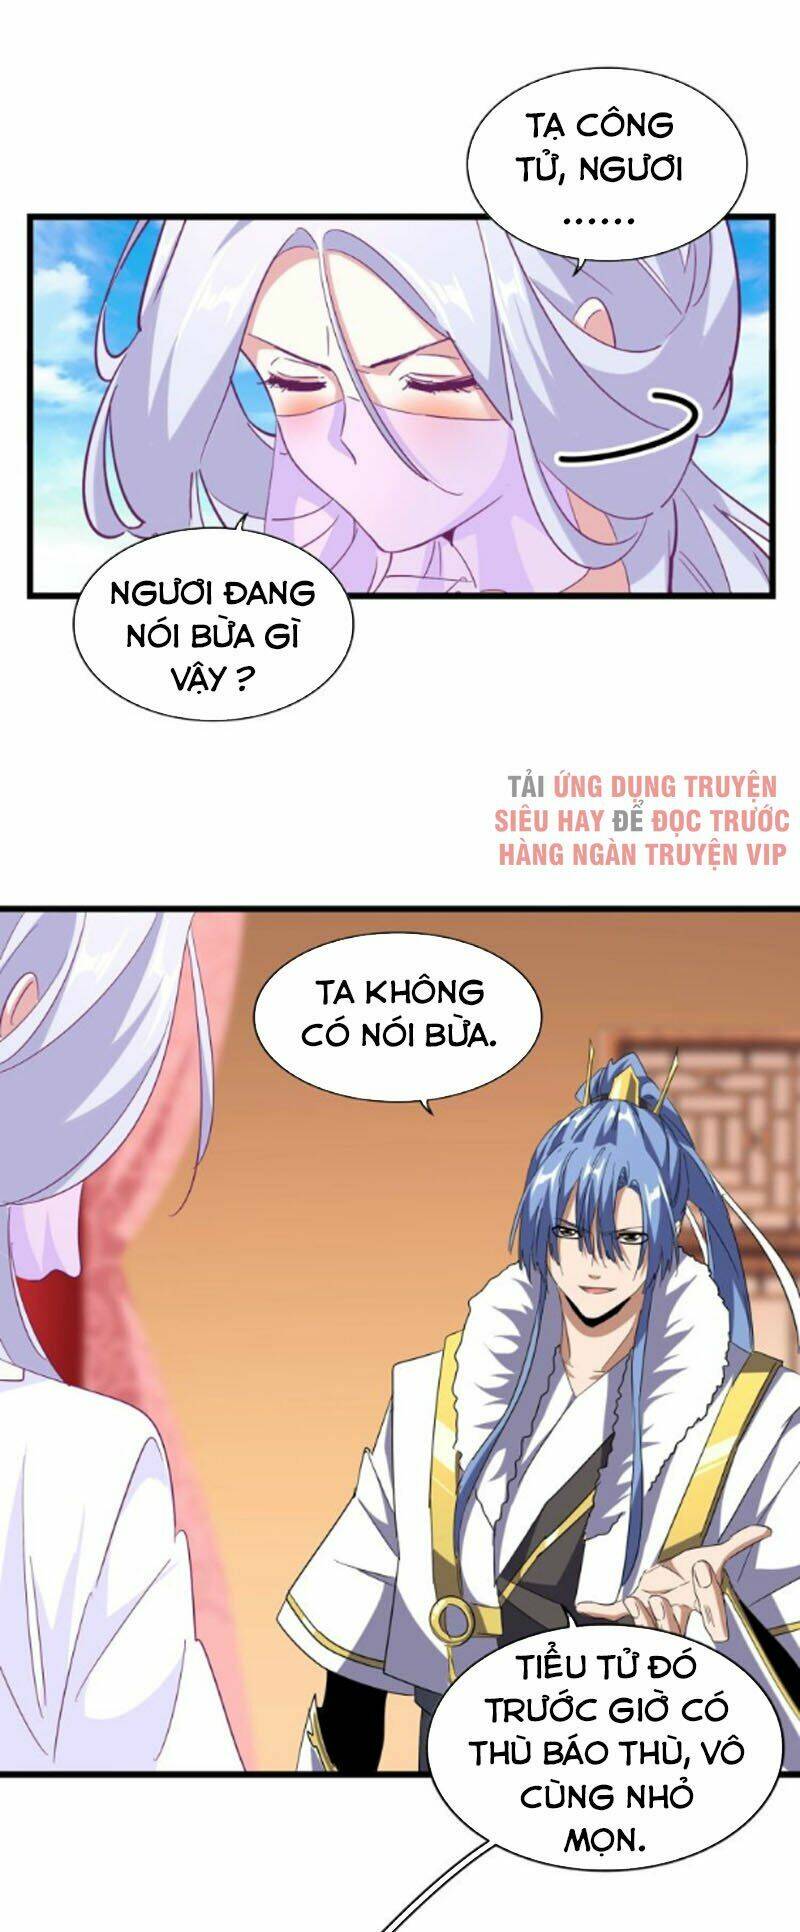 TẠ CÔNG
TỬ, NGƯƠI
......
NGƯƠI ĐANG
NÓI BỪA GÌ
VẬY ?
TẢI ỨNG DỤNG TRUYỆN
SIÊU HAY ĐỂ ĐỌC TRƯỚC
HÀNG NGÀN TRUYỆN VIP
TA KHÔNG
CÓ NÓI BỪA.
TIỂU TỬ ĐÓ
TRƯỚC GIỜ CÓ
THÙ BÁO THÙ, VÔ
CÙNG NHỎ
MỌN.